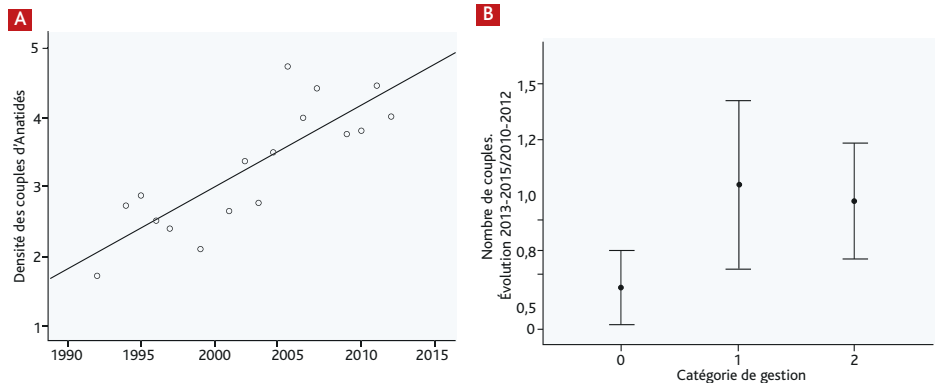 A
Densité des couples d'Anatidés
5
4
3
2
1
1990 1995 2000 2005 2010 2015
B
Nombre de couples.
Évolution 2013-2015/2010-2012
1,5
1,2
1,0
0,8
0,5
0
0 1 2
Catégorie de gestion